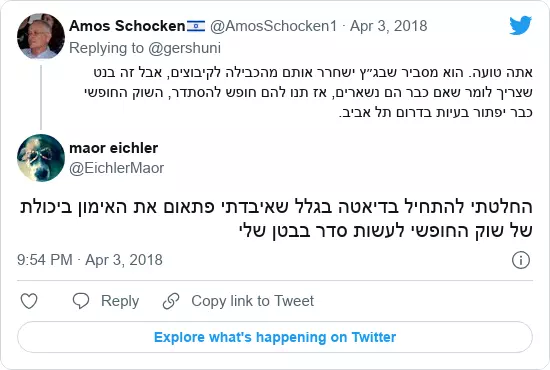 Amos Schocken🇮🇱 @AmosSchocken1 · Apr 3, 2018
Replying to @gershuni
אתה טועה. הוא מסביר שבג״ץ ישחרר אותם מהכבילה לקיבוצים, אבל זה בנט
שצריך לומר שאם כבר הם נשארים, אז תנו להם חופש להסתדר, השוק החופשי
כבר יפתור בעיות בדרום תל אביב.
maor eichler
@EichlerMaor
החלטתי להתחיל בדיאטה בגלל שאיבדתי פתאום את האימון ביכולת
של שוק החופשי לעשות סדר בבטן שלי
9:54 PM · Apr 3, 2018
Reply
Copy link to Tweet
Explore what's happening on Twitter